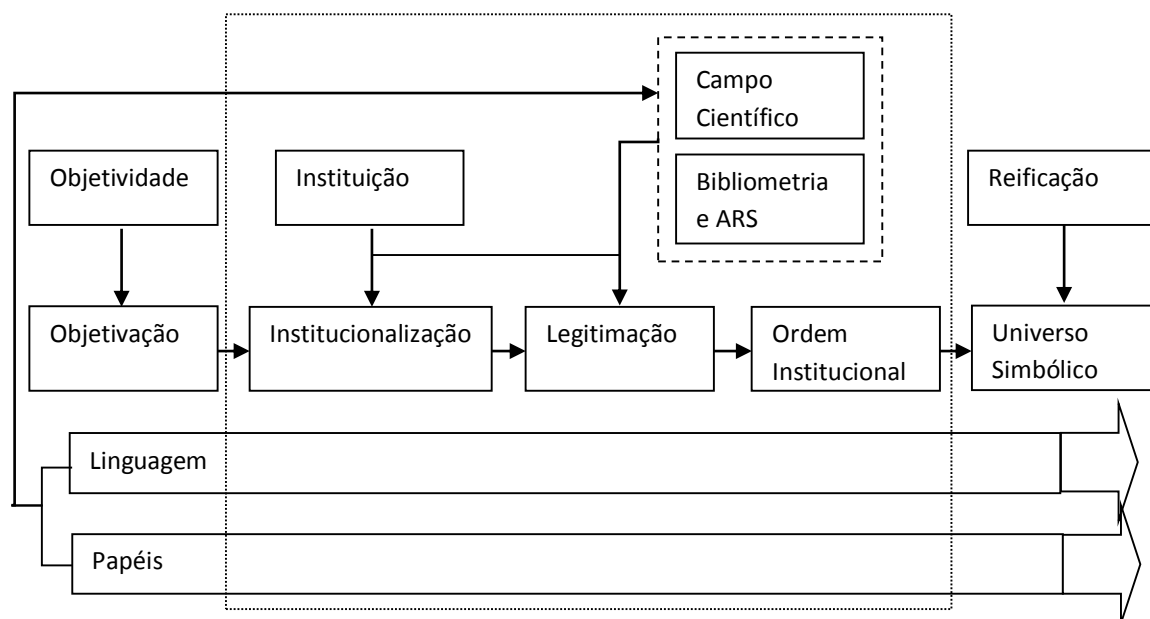 Campo
Científico
Objetividade
Instituição
Bibliometria
e ARS
Reificação
Objetivação
Institucionalização
Legitimação
Ordem
Institucional
Universo
Simbólico
Linguagem
Papéis